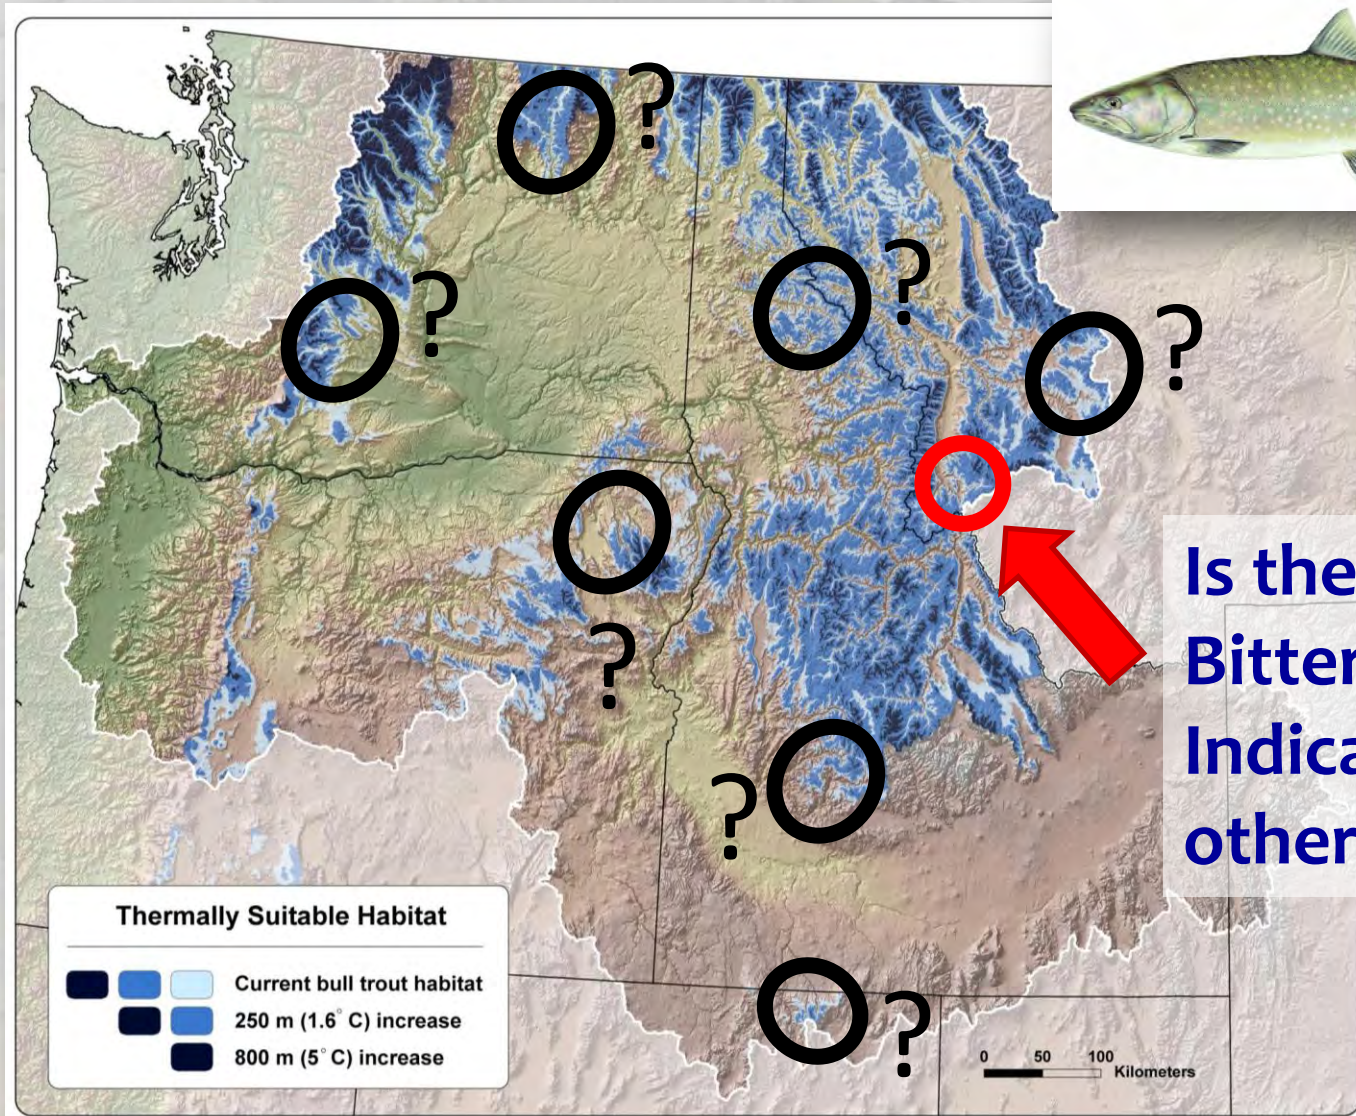 ?
?
?
?
?
?
?
?
Is the
Bitter
Indica
other
Thermally Suitable Habitat
Current bull trout habitat
250 m (1.6° C) increase
800 m (5° C) increase
0 50 100
Kilometers